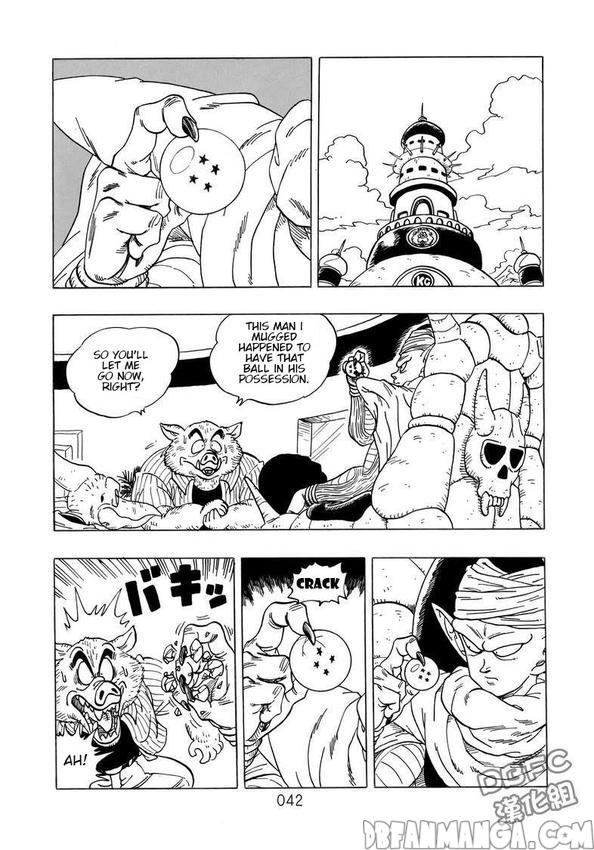 KC
THIS MAN I
MUGGED
HAPPENED TO
HAVE THAT
BALL IN HIS
POSSESSION.
SO YOU'LL
LET ME
GO NOW,
RIGHT?
CRACK
バキッ
AH!
042
DBFC
漢化組
DBFANMANGA.COM